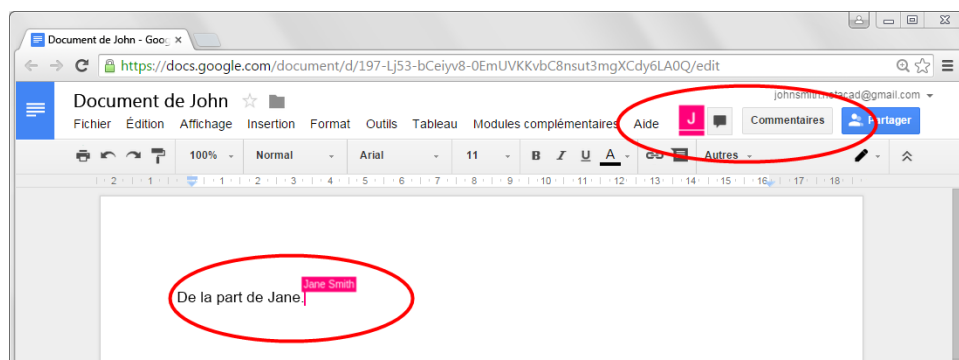 Document de John - Goog
https://docs.google.com/document/d/197-Lj53-bCeiyv8-0EmUVKKvbC8nsut3mgXCdy6LA0Q/edit
Document de John
@gmail.com
Fichier Édition Affichage Insertion Format Outils Tableau Modules complémentaires Aide J Commentaires Partager
100% Normal Arial 11 B I U A Autres
2 1 1 2 3 4 5 6 7 8 9 10 11 12 13 14 15 16 17 18
Jane Smith
De la part de Jane.